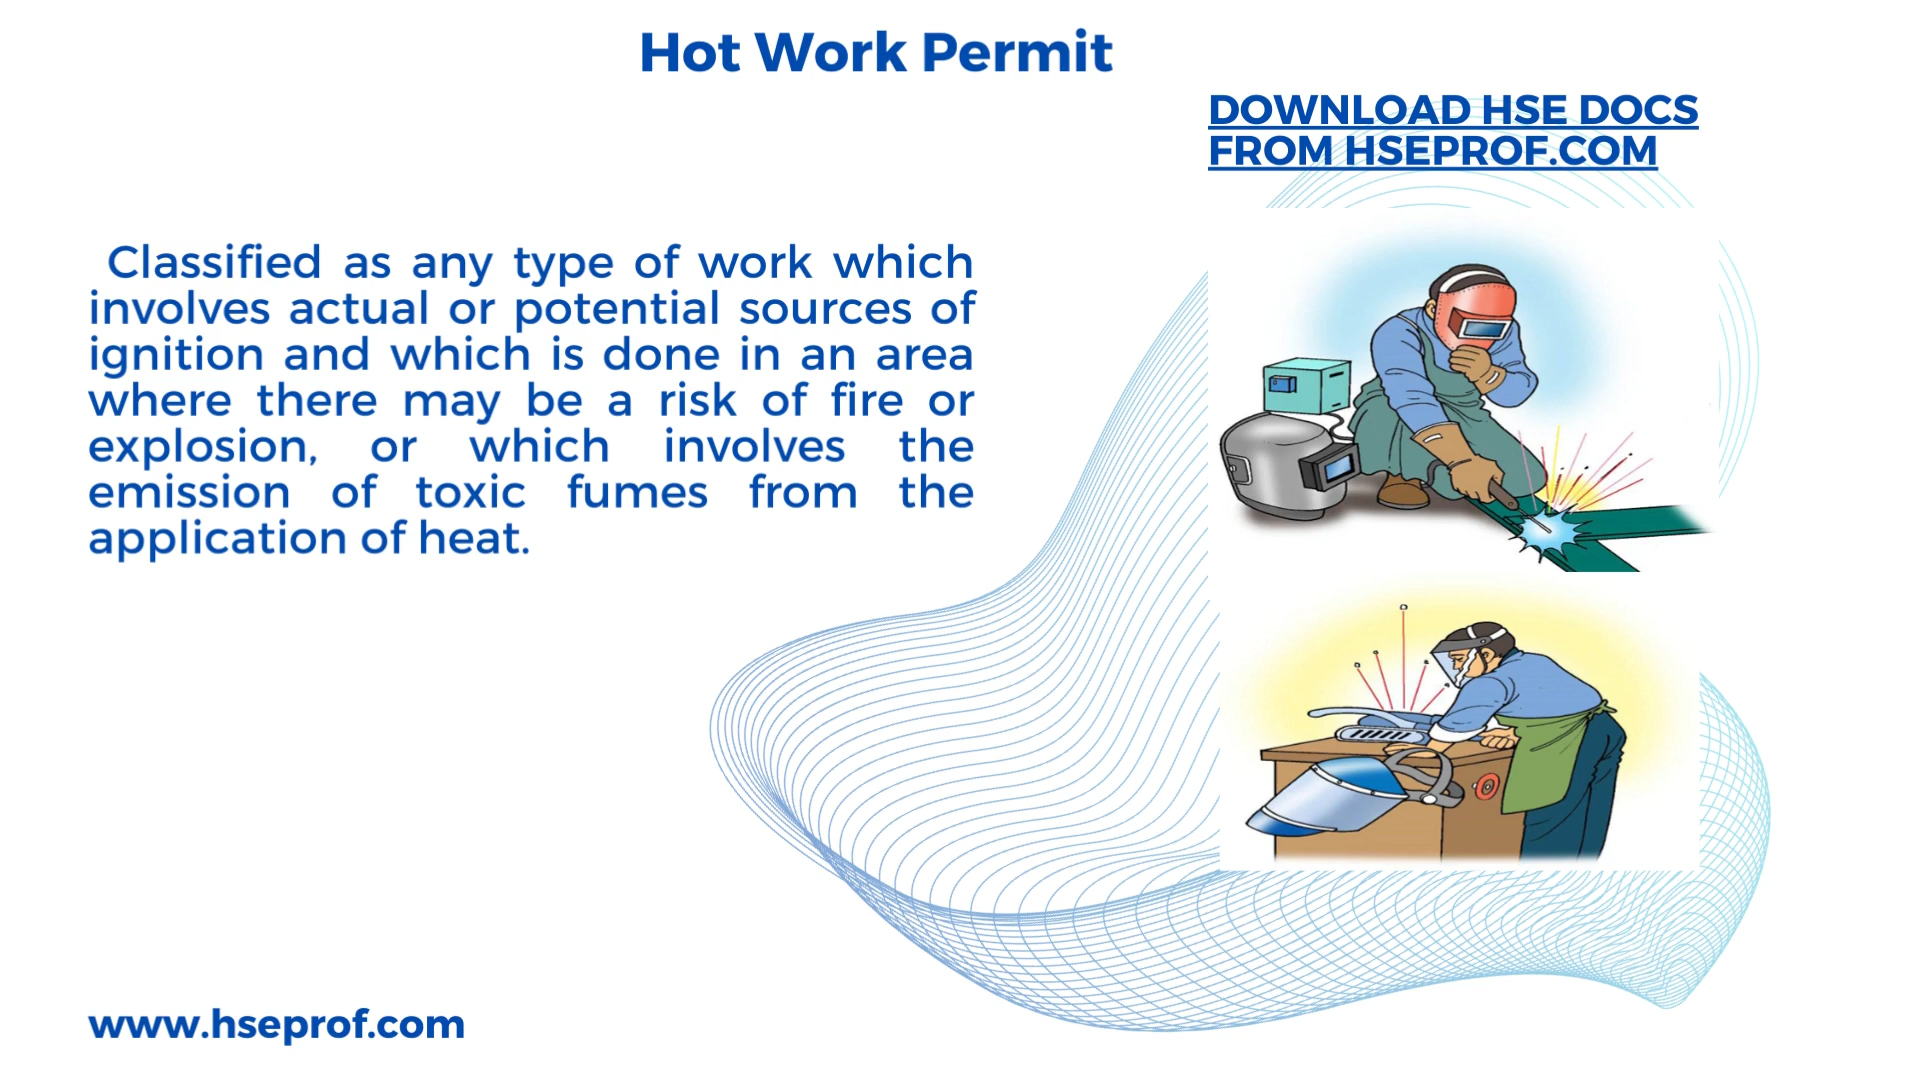 Hot Work Permit
DOWNLOAD HSE DOCS
FROM HSEPROF.COM
Classified as any type of work which
involves actual or potential sources of
ignition and which is done in an area
where there may be a risk of fire or
explosion, or which involves the
emission of toxic fumes from the
application of heat.
www.hseprof.com